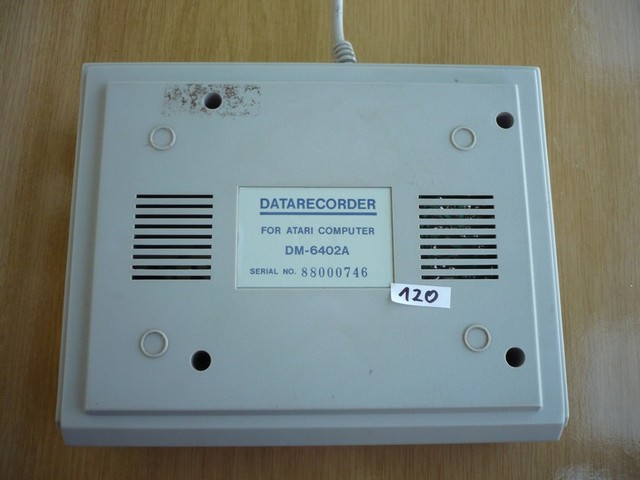 DATARECORDER
FOR ATARI COMPUTER
DM-6402A
SERIAL NO. 88000746
120